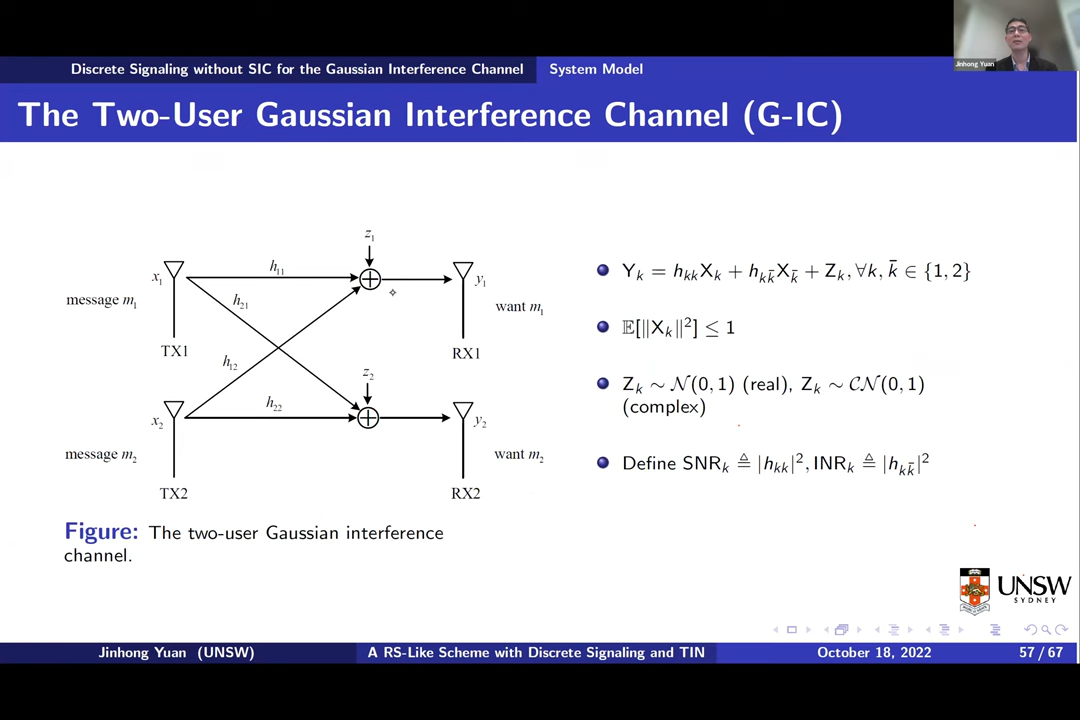 Jinhong Yuan
Discrete Signaling without SIC for the Gaussian Interference Channel System Model
The Two-User Gaussian Interference Channel (G-IC)
z₁
x₁ h₁₁ y₁
message m₁ h₂₁ want m₁
TX1 RX1
h₁₂ z₂
x₂ h₂₂ y₂
message m₂ want m₂
TX2 RX2
Figure: The two-user Gaussian interference
channel.
Yₖ = hₖₖXₖ + hₖk̄Xk̄ + Zₖ, ∀k, k̄ ∈ {1, 2}
𝔼[‖Xₖ‖²] ≤ 1
Zₖ ∼ 𝒩(0, 1) (real), Zₖ ∼ 𝒞𝒩(0, 1)
(complex)
Define SNRₖ ≜ |hₖₖ|², INRₖ ≜ |hₖk̄|²
UNSW
SYDNEY
Jinhong Yuan (UNSW) A RS-Like Scheme with Discrete Signaling and TIN October 18, 2022 57 / 67